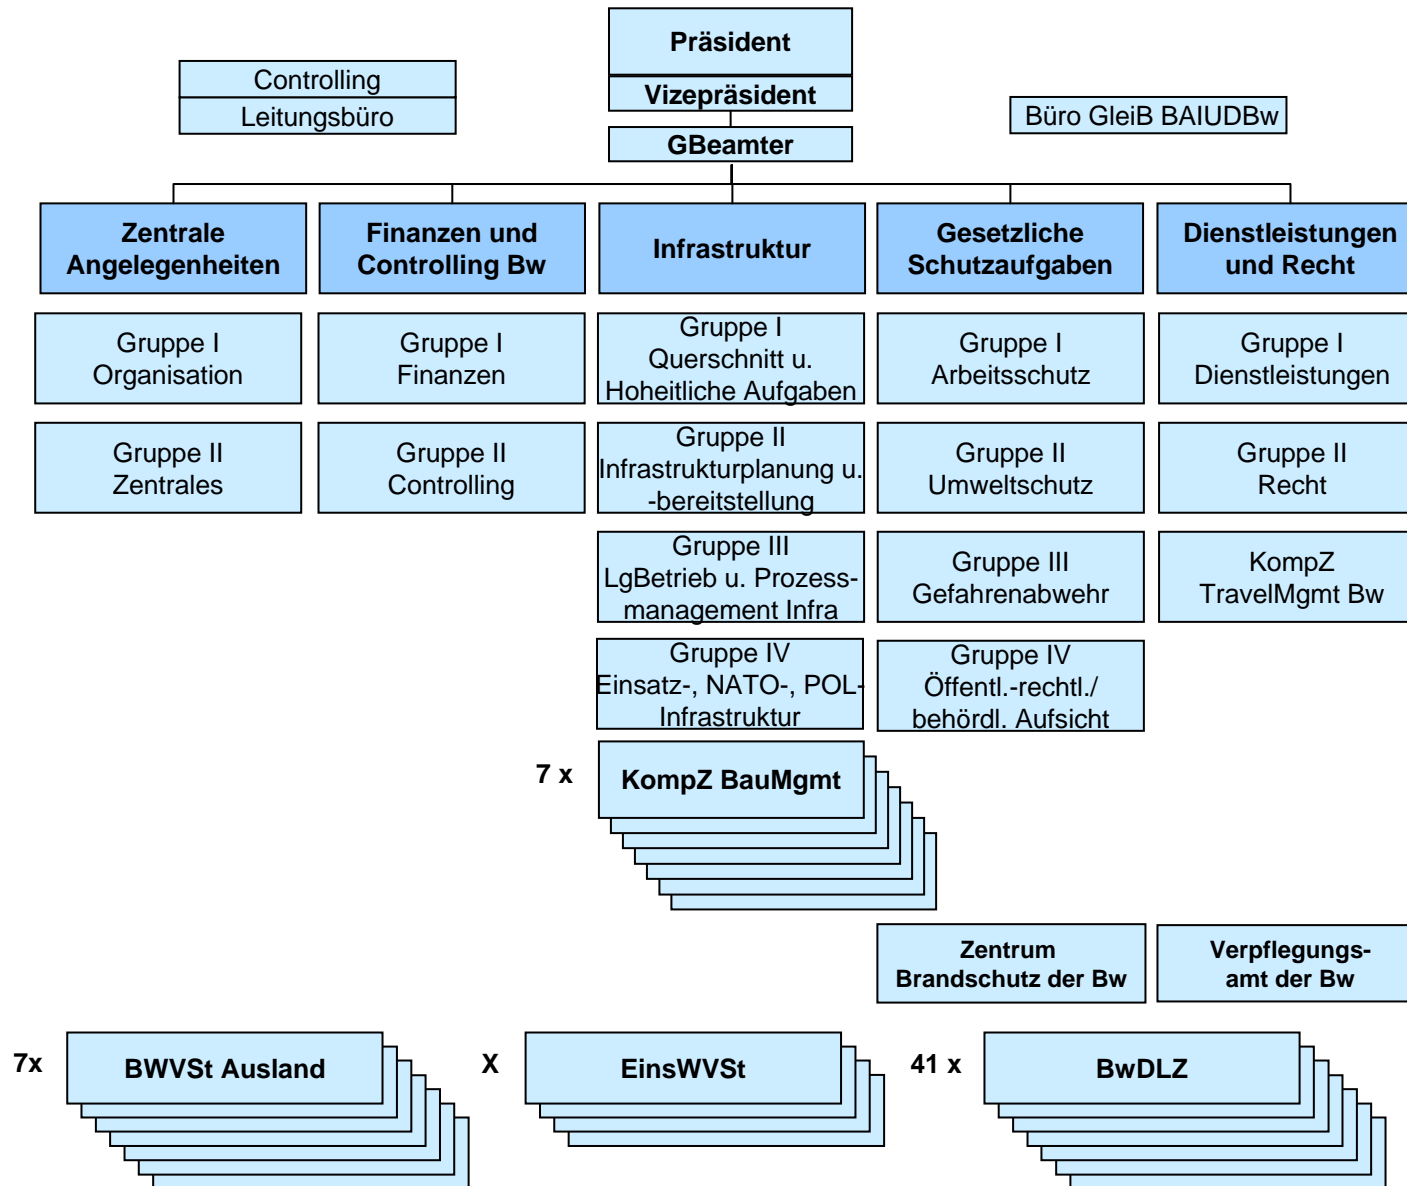 Präsident
Vizepräsident
GBeamter
Controlling
Leitungsbüro
Büro GleiB BAIUDBw
Zentrale
Angelegenheiten
Finanzen und
Controlling Bw
Infrastruktur
Gesetzliche
Schutzaufgaben
Dienstleistungen
und Recht
Gruppe I
Organisation
Gruppe I
Finanzen
Gruppe I
Querschnitt u.
Hoheitliche Aufgaben
Gruppe I
Arbeitsschutz
Gruppe I
Dienstleistungen
Gruppe II
Zentrales
Gruppe II
Controlling
Gruppe II
Infrastrukturplanung u.
-bereitstellung
Gruppe II
Umweltschutz
Gruppe II
Recht
Gruppe III
LgBetrieb u. Prozess-
management Infra
Gruppe III
Gefahrenabwehr
KompZ
TravelMgmt Bw
Gruppe IV
Einsatz-, NATO-, POL-
Infrastruktur
Gruppe IV
Öffentl.-rechtl./
behördl. Aufsicht
7 x
KompZ BauMgmt
Zentrum
Brandschutz der Bw
Verpflegungs-
amt der Bw
7x
BWVSt Ausland
X
EinsWVSt
41 x
BwDLZ